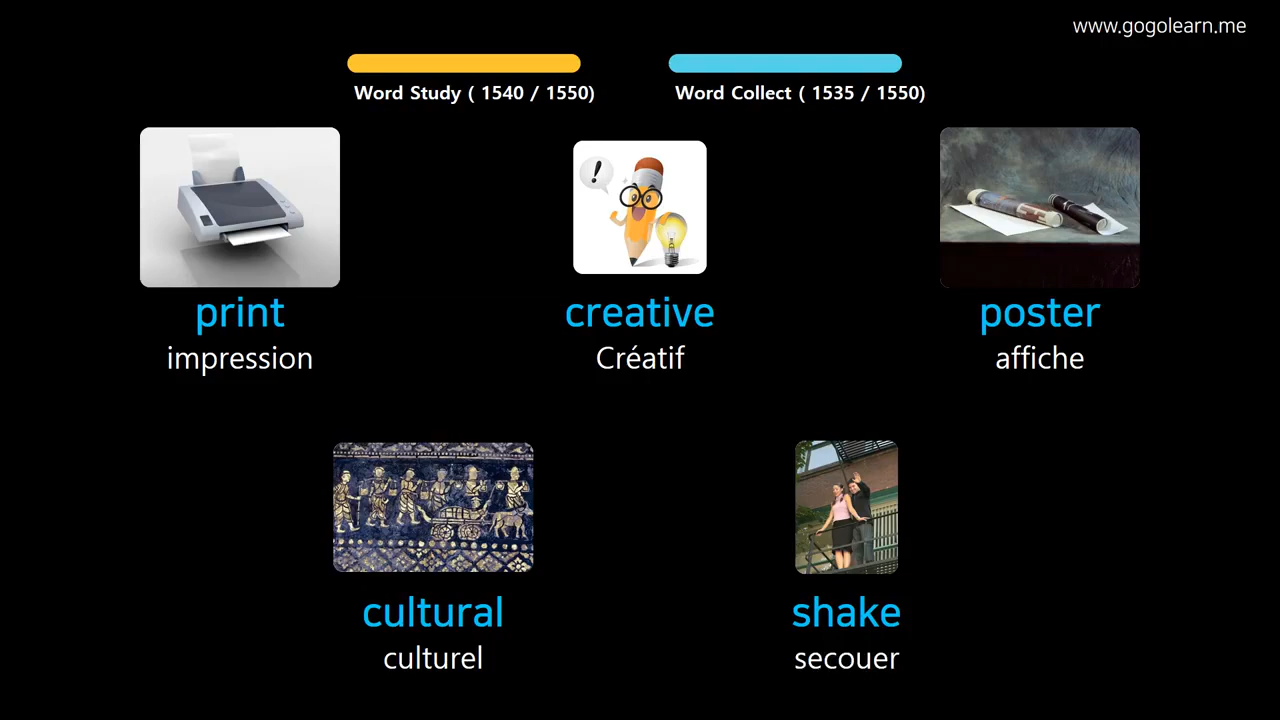 www.gogolearn.me
Word Study ( 1540 / 1550)
Word Collect ( 1535 / 1550)
print
impression
creative
Créatif
poster
affiche
cultural
culturel
shake
secouer